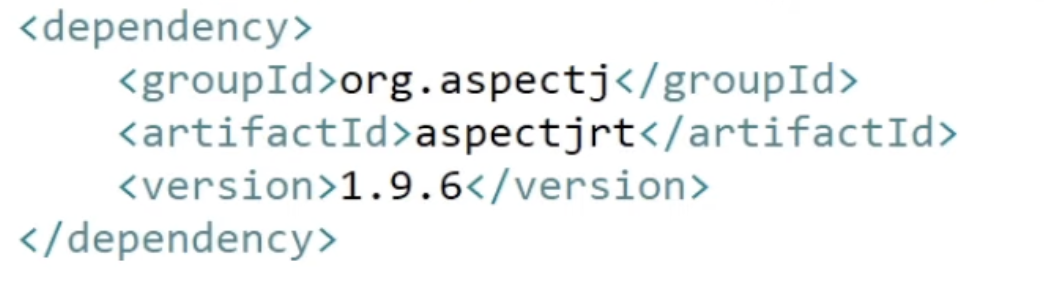 <dependency>
    <groupId>org.aspectj</groupId>
    <artifactId>aspectjrt</artifactId>
    <version>1.9.6</version>
</dependency>